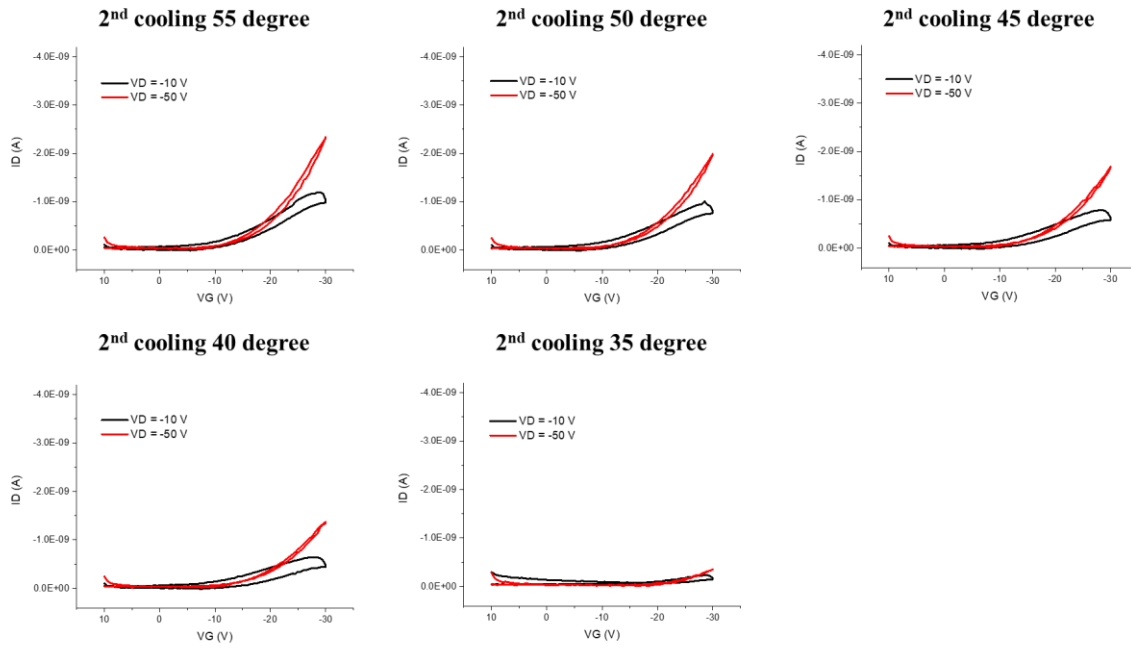 2nd cooling 55 degree
-4.0E-09
VD = -10 V
VD = -50 V
-3.0E-09
ID (A)
-2.0E-09
-1.0E-09
0.0E+00
10 0 -10 -20 -30
VG (V)
2nd cooling 50 degree
-4.0E-09
VD = -10 V
VD = -50 V
-3.0E-09
ID (A)
-2.0E-09
-1.0E-09
0.0E+00
10 0 -10 -20 -30
VG (V)
2nd cooling 45 degree
-4.0E-09
VD = -10 V
VD = -50 V
-3.0E-09
ID (A)
-2.0E-09
-1.0E-09
0.0E+00
10 0 -10 -20 -30
VG (V)
2nd cooling 40 degree
-4.0E-09
VD = -10 V
VD = -50 V
-3.0E-09
ID (A)
-2.0E-09
-1.0E-09
0.0E+00
10 0 -10 -20 -30
VG (V)
2nd cooling 35 degree
-4.0E-09
VD = -10 V
VD = -50 V
-3.0E-09
ID (A)
-2.0E-09
-1.0E-09
0.0E+00
10 0 -10 -20 -30
VG (V)